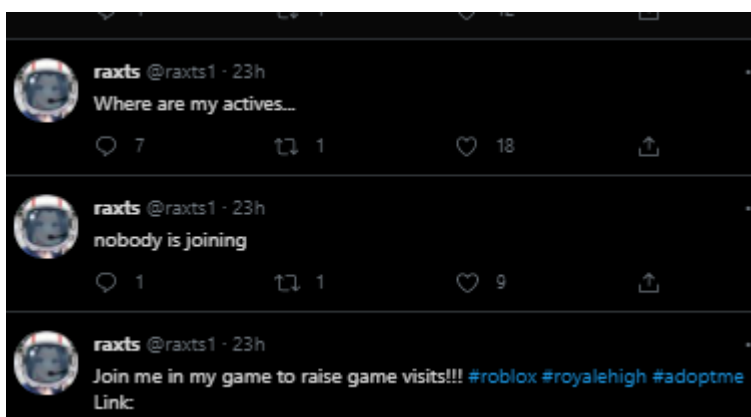 raxts @raxts1 · 23h
Where are my actives...
7 1 18
raxts @raxts1 · 23h
nobody is joining
1 1 9
raxts @raxts1 · 23h
Join me in my game to raise game visits!!! #roblox #royalehigh #adoptme
Link: